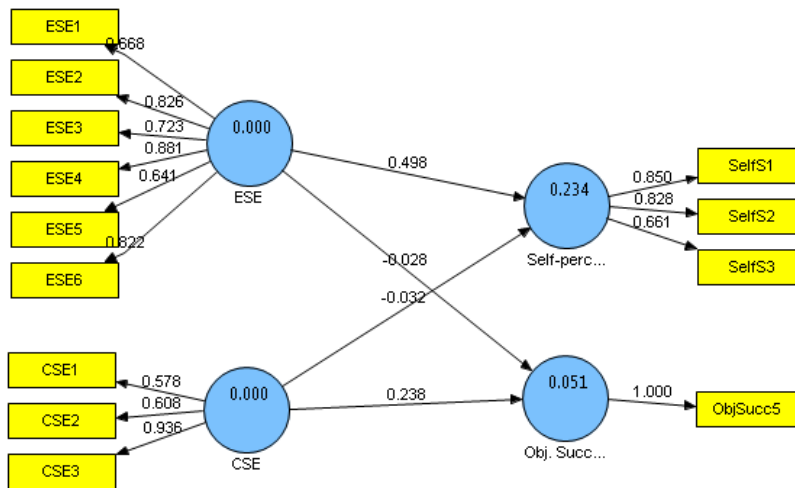 ESE1
0.668
ESE2
0.826
ESE3
0.723
ESE4
0.881
ESE5
0.641
ESE6
0.822
0.000
ESE
0.498
-0.028
-0.032
0.234
Self-perc...
0.850
SelfS1
0.828
SelfS2
0.661
SelfS3
CSE1
0.578
CSE2
0.608
CSE3
0.936
0.000
CSE
0.238
0.051
Obj. Succ...
1.000
ObjSucc5